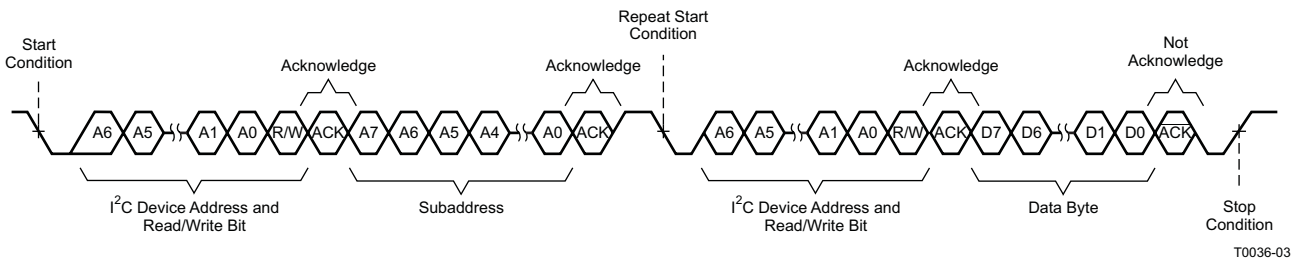 Start
Condition
Repeat Start
Condition
Not
Acknowledge
Acknowledge
Acknowledge
Acknowledge
A6 A5 A1 A0 R/W ACK A7 A6 A5 A4 A0 ACK A6 A5 A1 A0 R/W ACK D7 D6 D1 D0 ACK
I2C Device Address and
Read/Write Bit
Subaddress
I2C Device Address and
Read/Write Bit
Data Byte
Stop
Condition
T0036-03